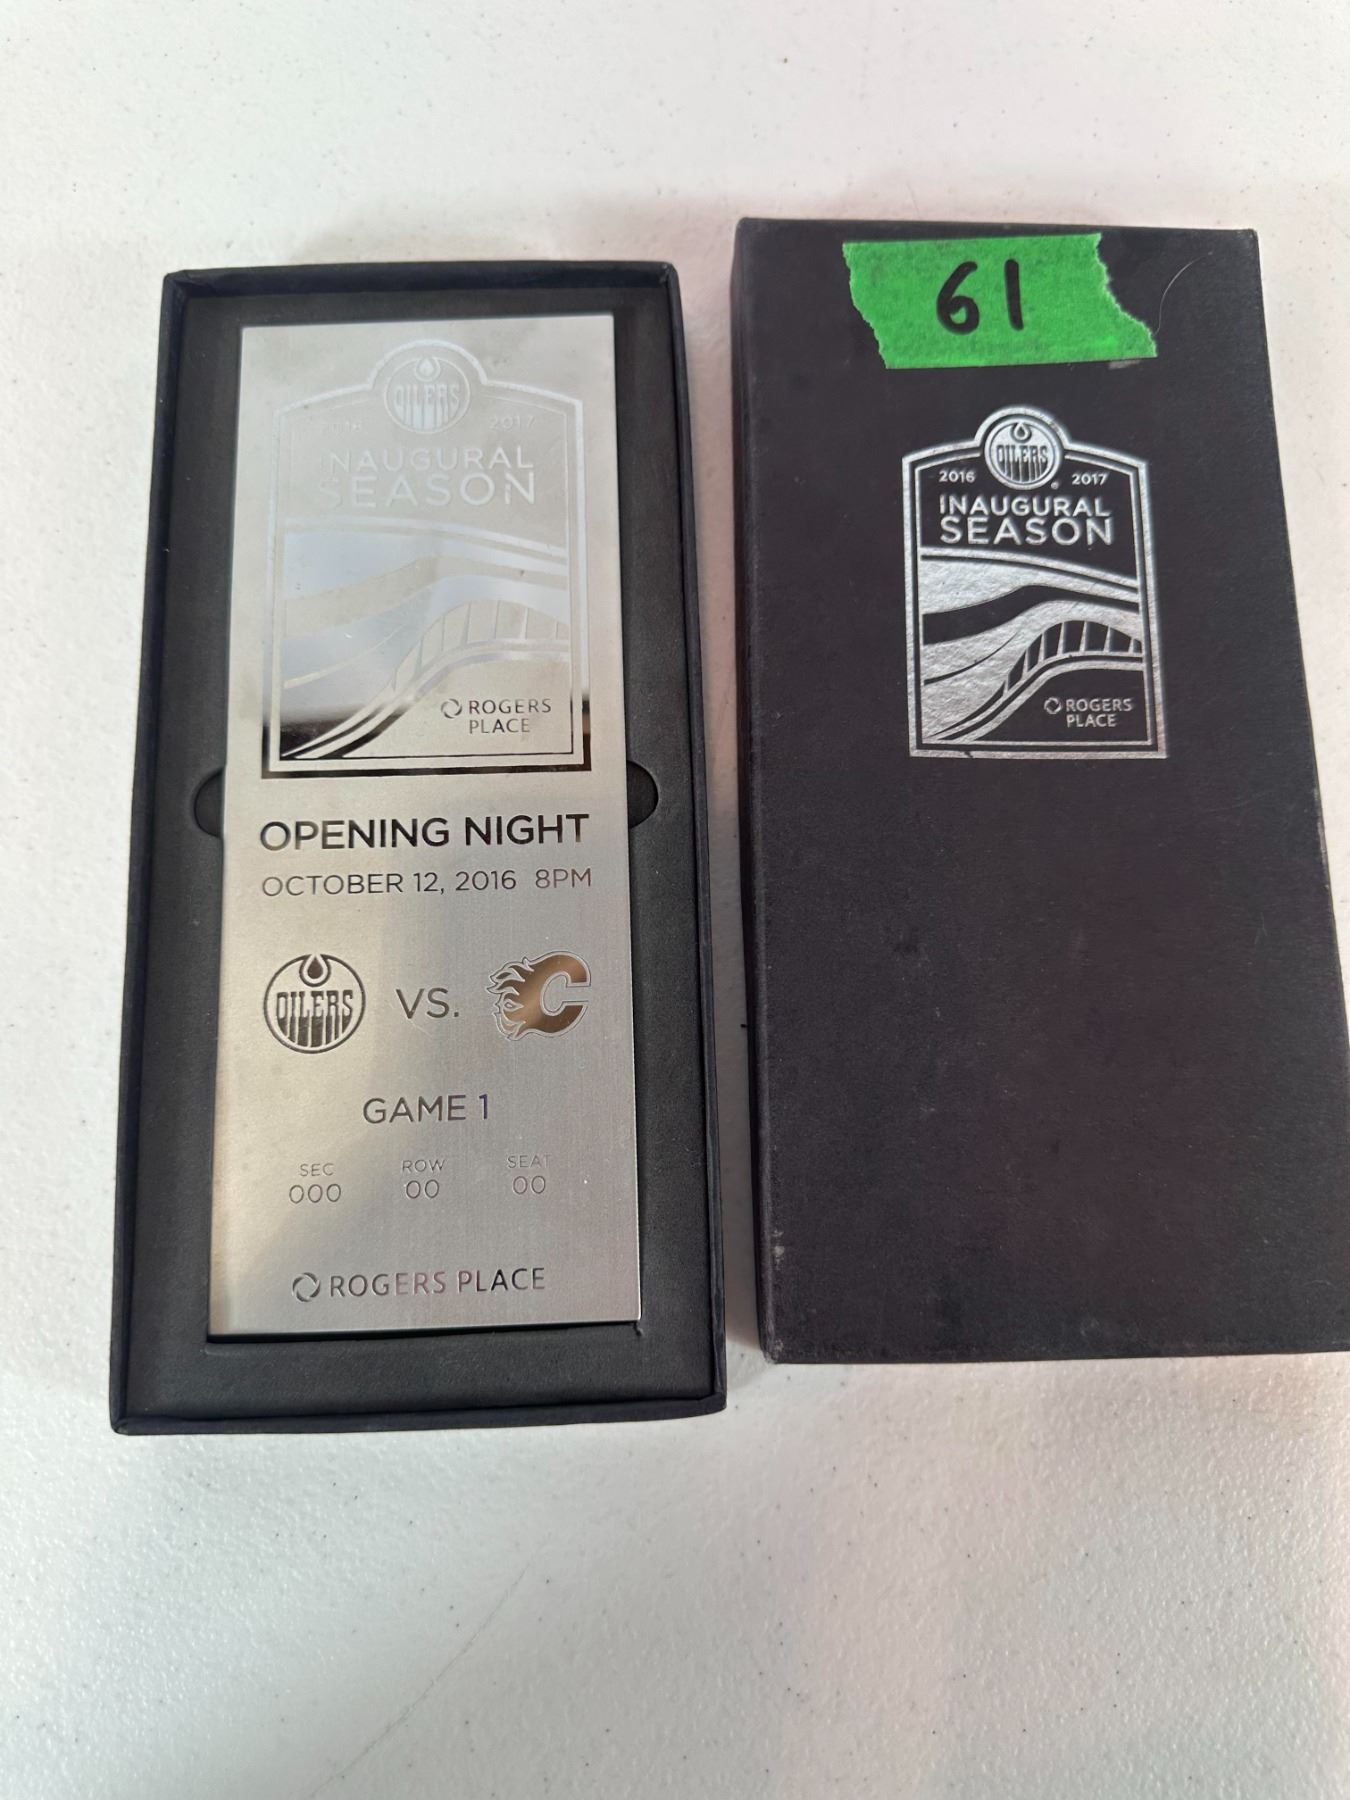 OILERS
2016 2017
INAUGURAL
SEASON
ROGERS
PLACE
OPENING NIGHT
OCTOBER 12, 2016 8PM
OILERS VS. C
GAME 1
SEC ROW SEAT
000 00 00
ROGERS PLACE
61
OILERS
2016 2017
INAUGURAL
SEASON
ROGERS
PLACE